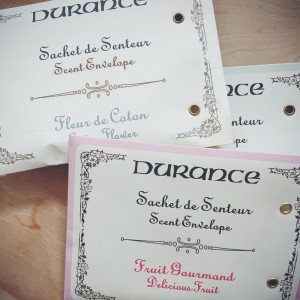 DURANCE
Sachet de Senteur
Scent Envelope
Fleur de Coton
Flower
DURANCE
Sachet de Senteur
Scent Envelope
Fruit Gourmand
Delicious Fruit